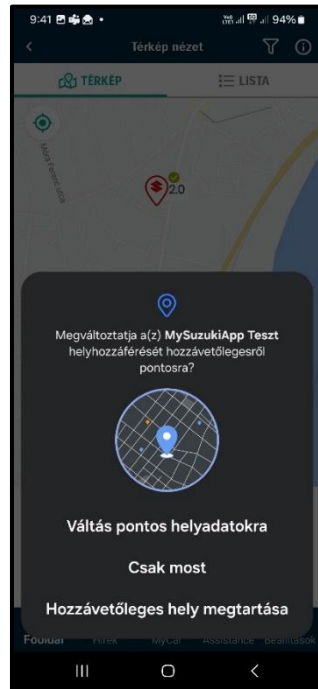 9:41 94%
Térkép nézet
TÉRKÉP LISTA
Móra Ferenc utca
2.0
Megváltoztatja a(z) MySuzukiApp Teszt
helyhozzáférését hozzávetőlegesről
pontosra?
Váltás pontos helyadatokra
Csak most
Hozzávetőleges hely megtartása
Főoldal Hírek MyCar Assistance Beállítások